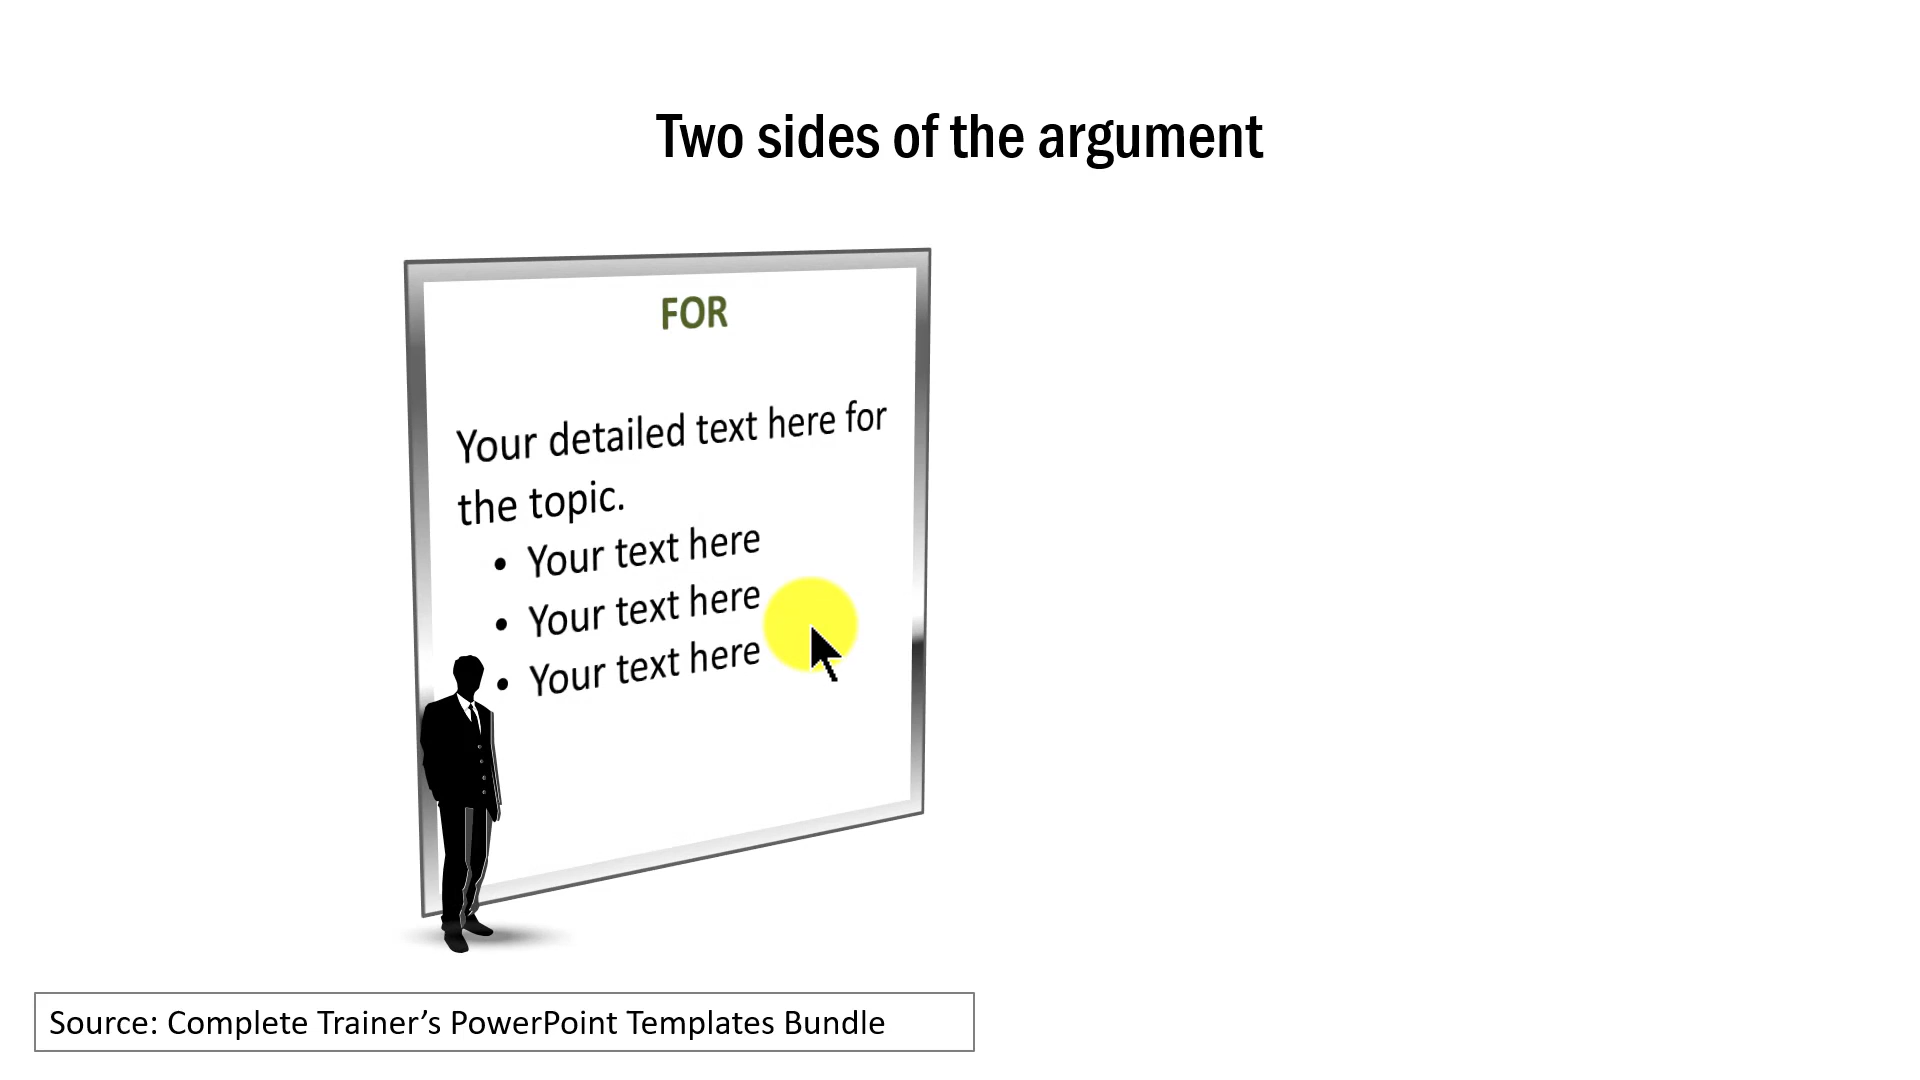 Two sides of the argument
FOR
Your detailed text here for
the topic.
• Your text here
• Your text here
• Your text here
Source: Complete Trainer’s PowerPoint Templates Bundle